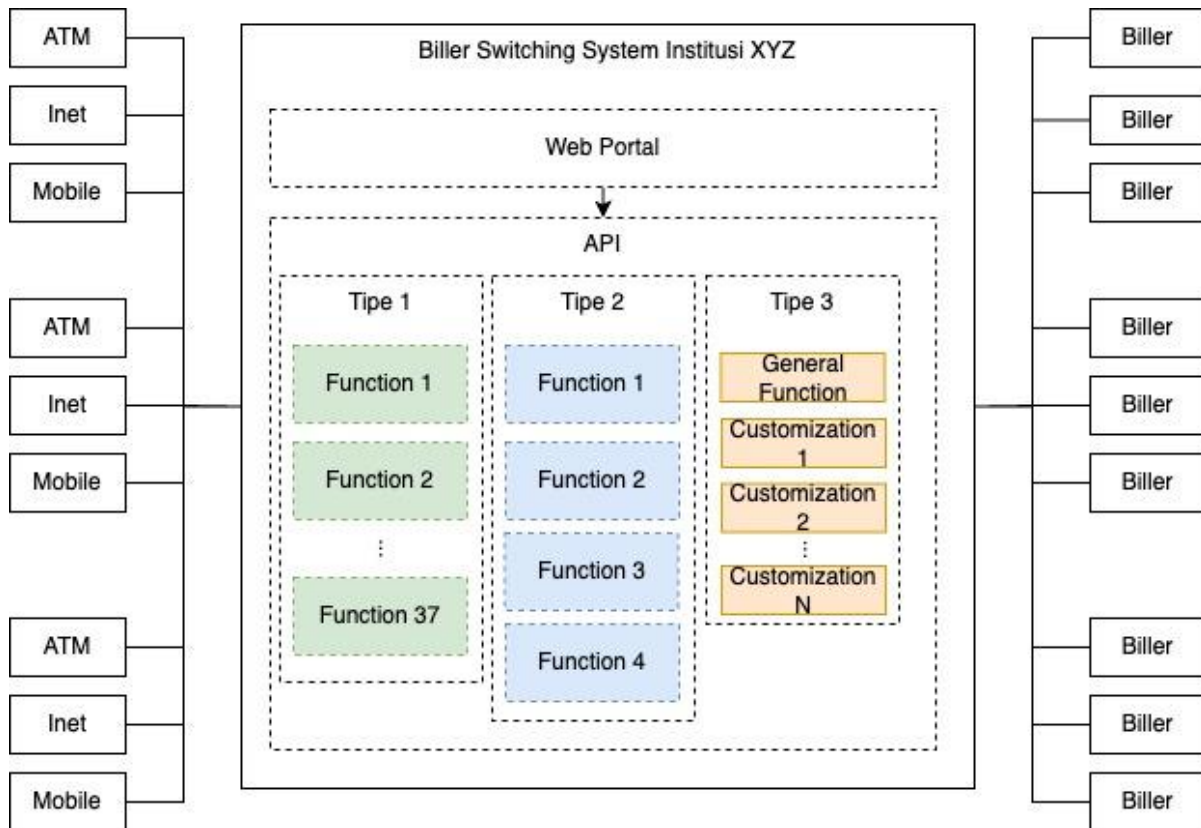 ATM
Inet
Mobile
ATM
Inet
Mobile
ATM
Inet
Mobile
Biller Switching System Institusi XYZ
Web Portal
API
Tipe 1
Function 1
Function 2
⋮
Function 37
Tipe 2
Function 1
Function 2
Function 3
Function 4
Tipe 3
General
Function
Customization
1
Customization
2
⋮
Customization
N
Biller
Biller
Biller
Biller
Biller
Biller
Biller
Biller
Biller